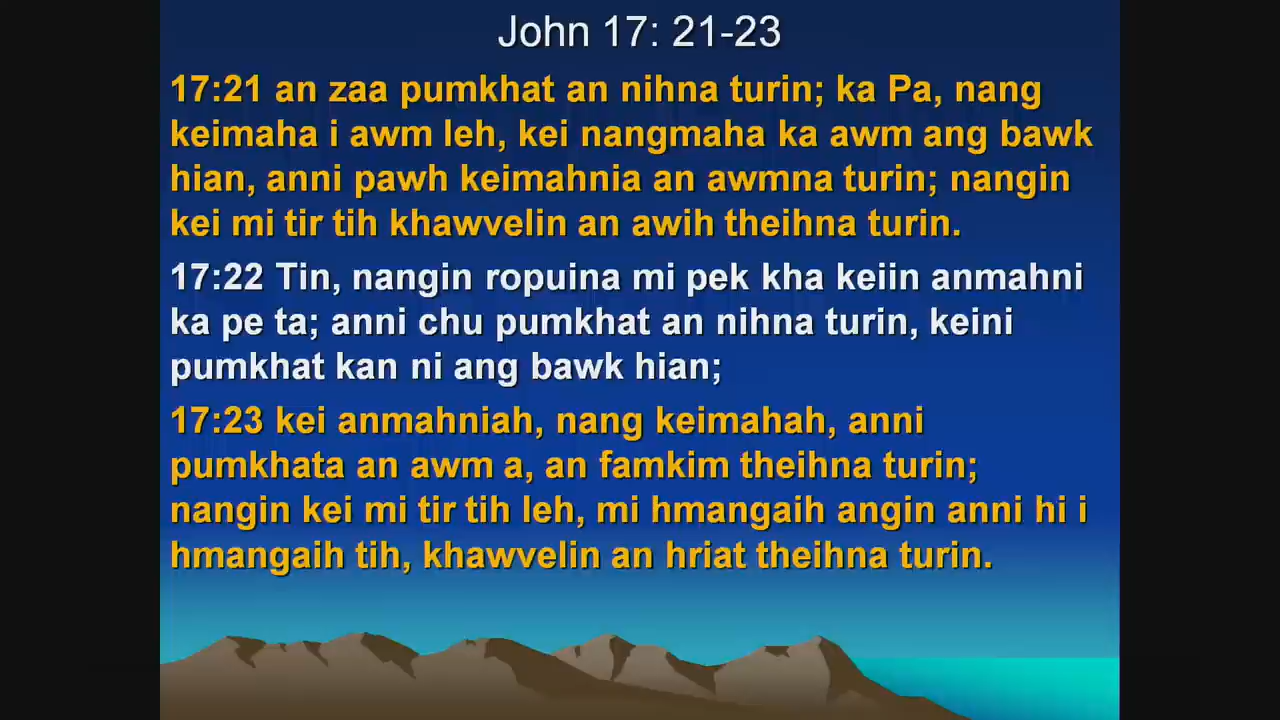 John 17: 21-23
17:21 an zaa pumkhat an nihna turin; ka Pa, nang
keimaha i awm leh, kei nangmaha ka awm ang bawk
hian, anni pawh keimahnia an awmna turin; nangin
kei mi tir tih khawvelin an awih theihna turin.
17:22 Tin, nangin ropuina mi pek kha keiin anmahni
ka pe ta; anni chu pumkhat an nihna turin, keini
pumkhat kan ni ang bawk hian;
17:23 kei anmahniah, nang keimahah, anni
pumkhata an awm a, an famkim theihna turin;
nangin kei mi tir tih leh, mi hmangaih angin anni hi i
hmangaih tih, khawvelin an hriat theihna turin.